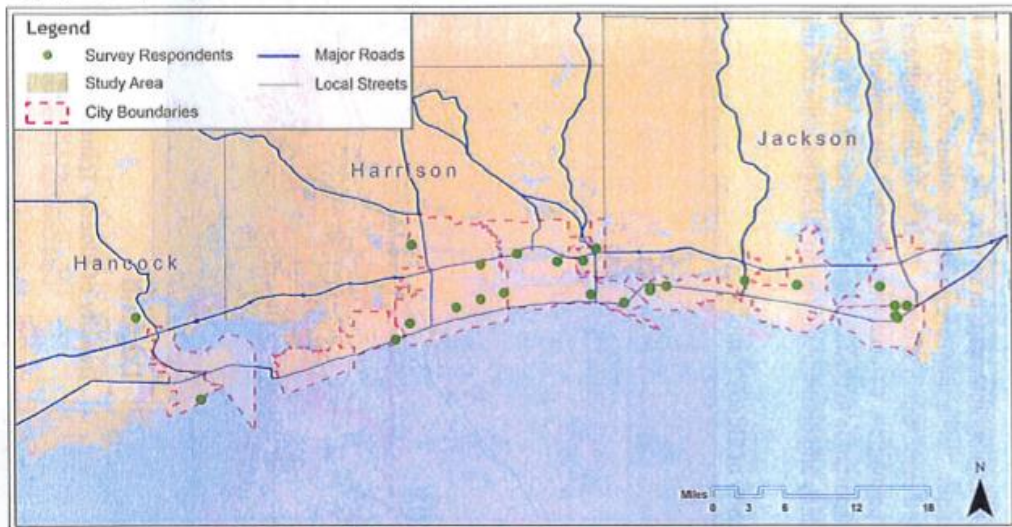 Legend
Survey Respondents
Major Roads
Study Area
Local Streets
City Boundaries
Jackson
Harrison
Hancock
N
Miles
0 3 6 12 18